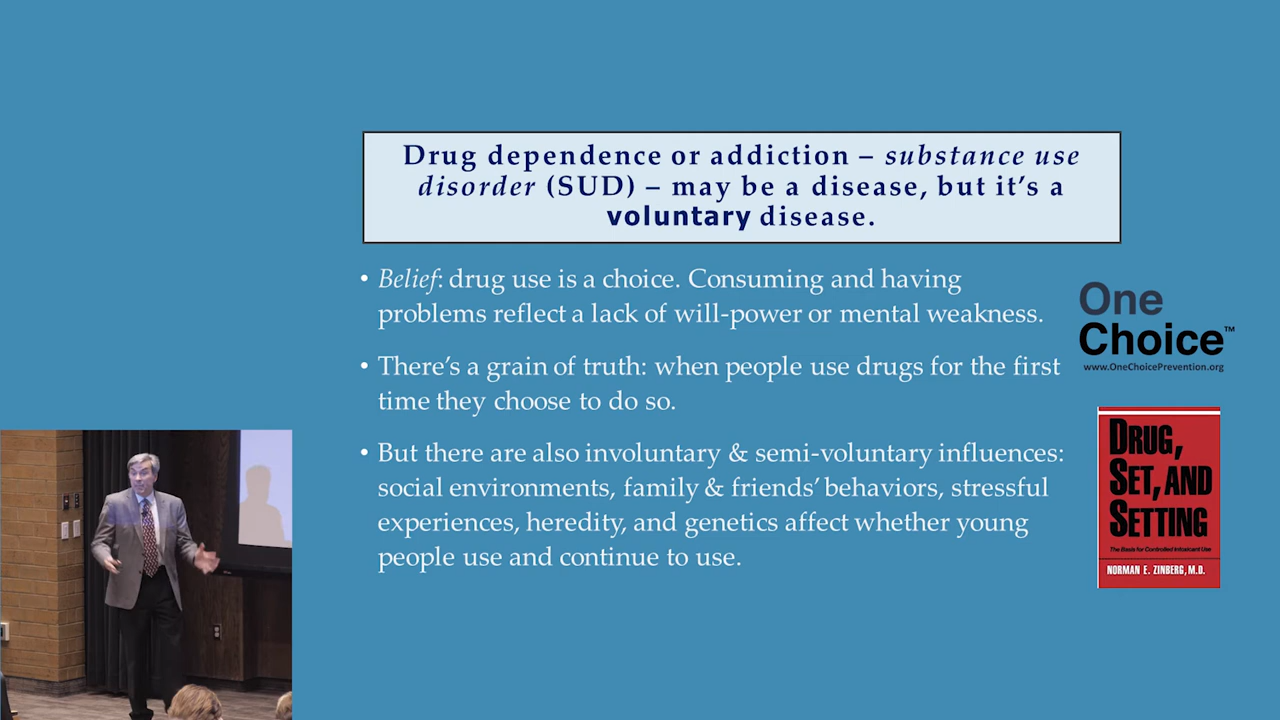 Drug dependence or addiction – substance use
disorder (SUD) – may be a disease, but it's a
voluntary disease.
• Belief: drug use is a choice. Consuming and having
problems reflect a lack of will-power or mental weakness.
• There's a grain of truth: when people use drugs for the first
time they choose to do so.
• But there are also involuntary & semi-voluntary influences:
social environments, family & friends' behaviors, stressful
experiences, heredity, and genetics affect whether young
people use and continue to use.
One
Choice™
www.OneChoicePrevention.org
DRUG,
SET, AND
SETTING
The Basis for Controlled Intoxicant Use
NORMAN E. ZINBERG, M.D.